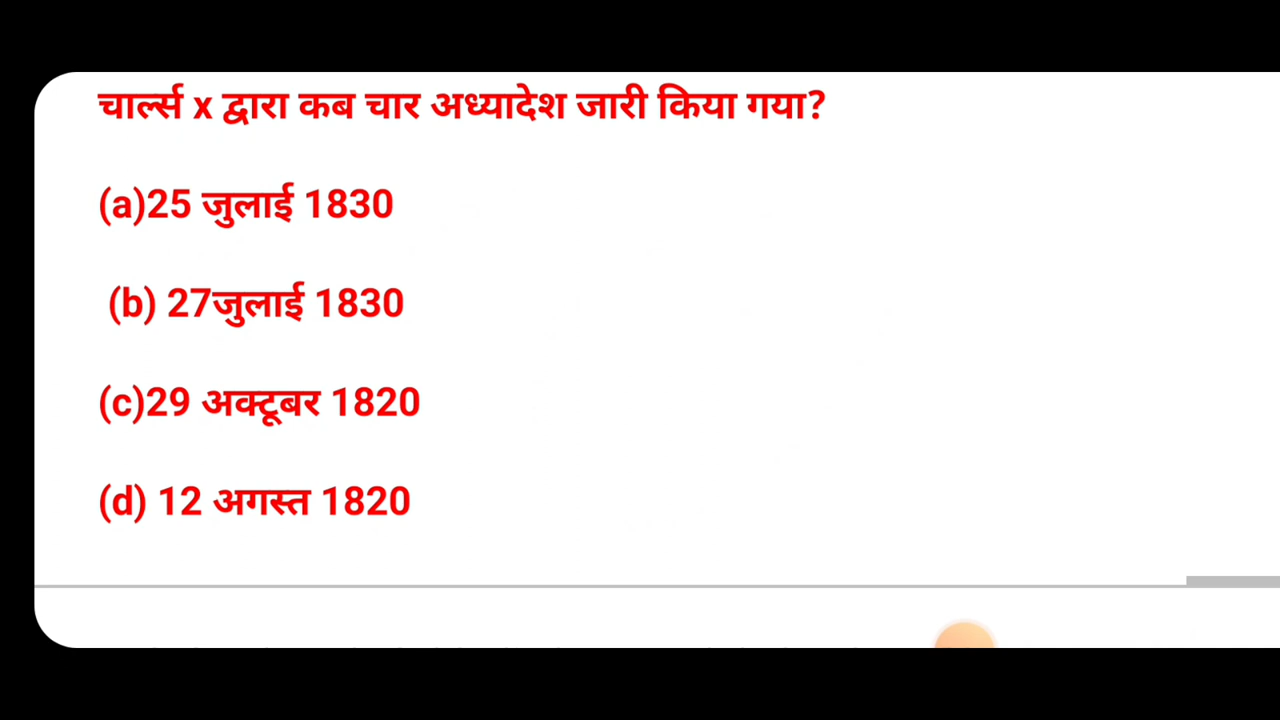 चार्ल्स x द्वारा कब चार अध्यादेश जारी किया गया?
(a)25 जुलाई 1830
(b) 27जुलाई 1830
(c)29 अक्टूबर 1820
(d) 12 अगस्त 1820